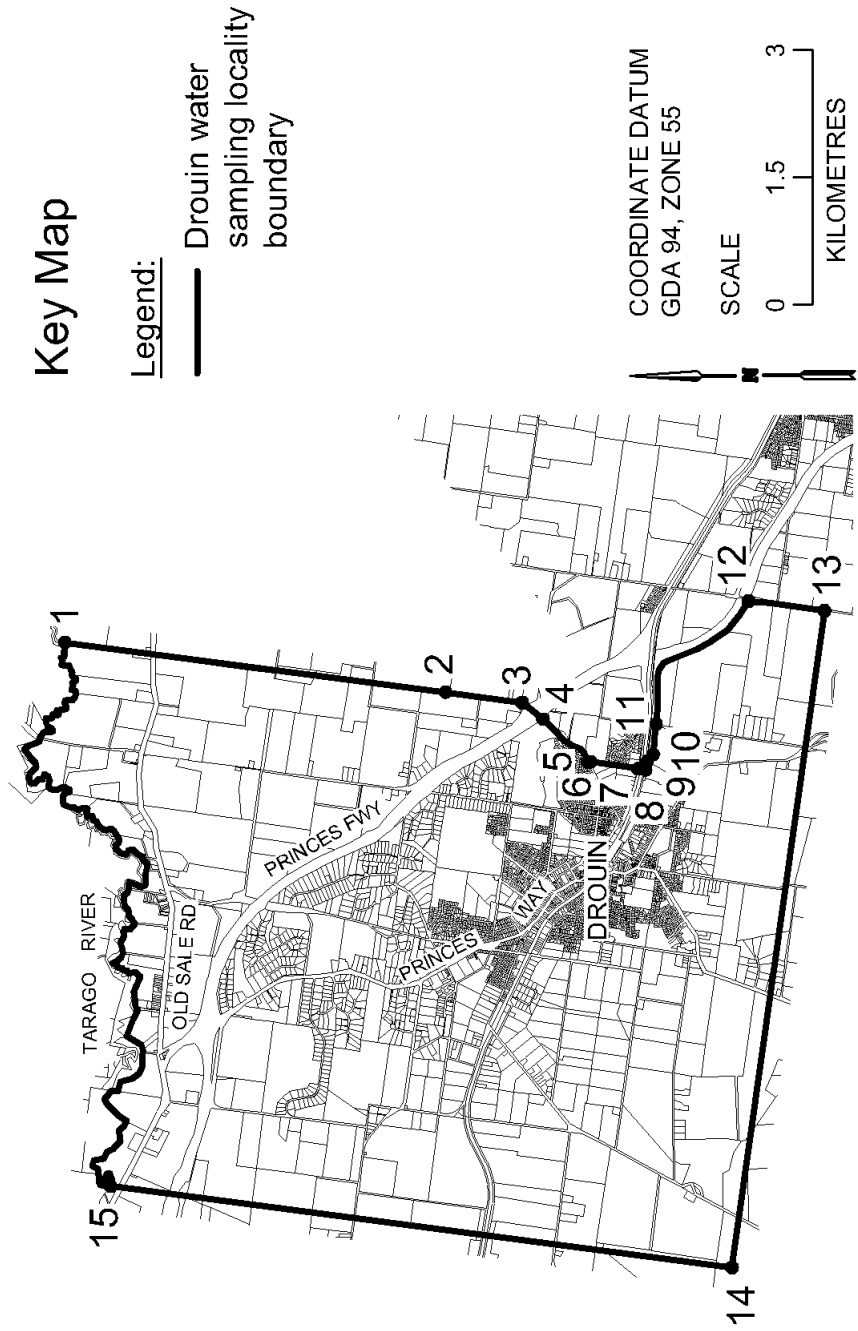 Key Map
Legend:
Drouin water
sampling locality
boundary
COORDINATE DATUM
GDA 94, ZONE 55
SCALE
0 1.5 3
KILOMETRES
N
TARAGO RIVER
OLD SALE RD
PRINCES FWY
PRINCES WAY
DROUIN
1
2
3
4
5
6
7
8
9
10
11
12
13
14
15